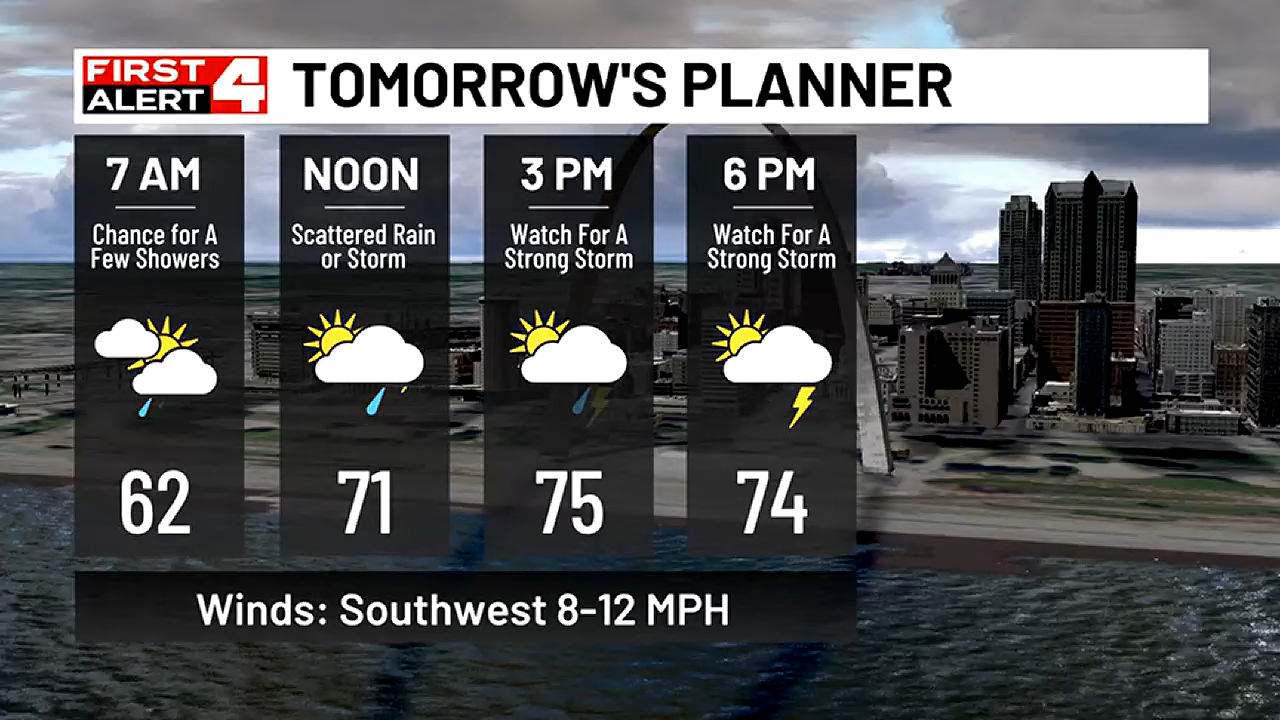 FIRST
ALERT 4
TOMORROW'S PLANNER
7 AM
Chance for A
Few Showers
62
NOON
Scattered Rain
or Storm
71
3 PM
Watch For A
Strong Storm
75
6 PM
Watch For A
Strong Storm
74
Winds: Southwest 8-12 MPH